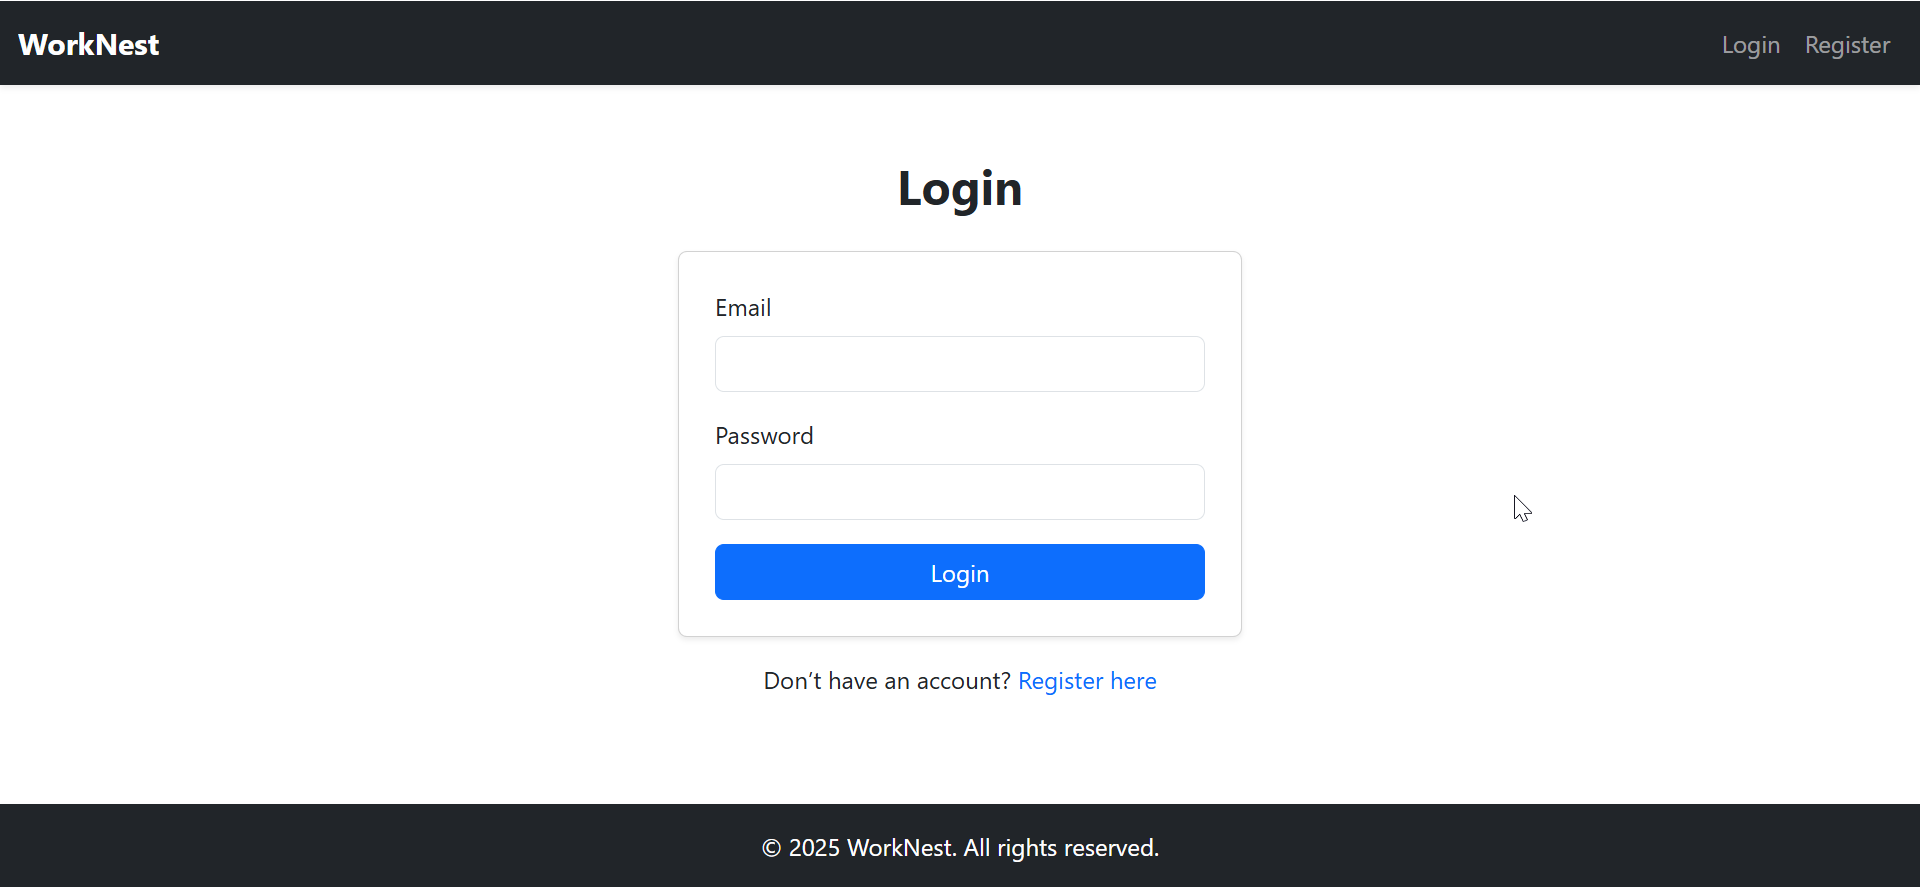 WorkNest
Login Register
Login
Email
Password
Login
Don’t have an account? Register here
© 2025 WorkNest. All rights reserved.